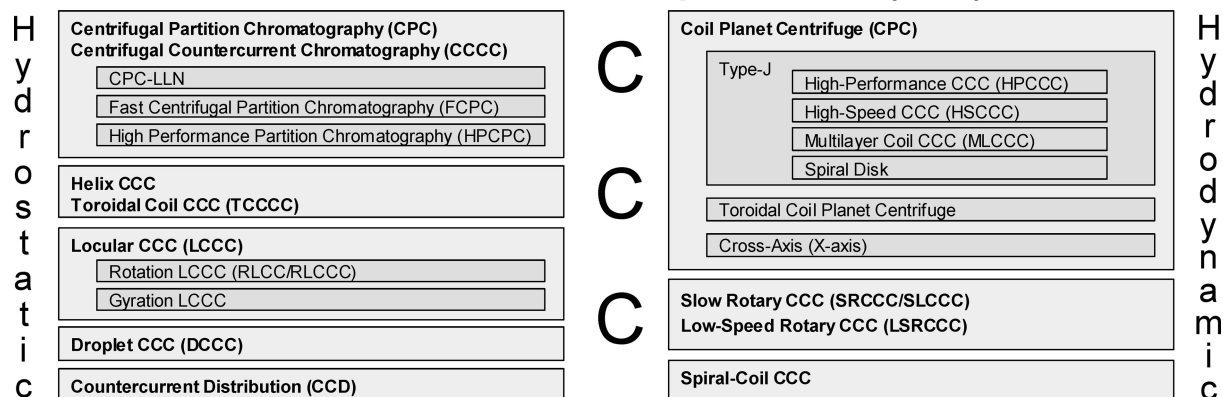 Hydrostatic
Centrifugal Partition Chromatography (CPC)
Centrifugal Countercurrent Chromatography (CCCC)
CPC-LLN
Fast Centrifugal Partition Chromatography (FCPC)
High Performance Partition Chromatography (HPCPC)
Helix CCC
Toroidal Coil CCC (TCCCC)
Locular CCC (LCCC)
Rotation LCCC (RLCC/RLCCC)
Gyration LCCC
Droplet CCC (DCCC)
Countercurrent Distribution (CCD)
C
C
C
Coil Planet Centrifuge (CPC)
Type-J
High-Performance CCC (HPCCC)
High-Speed CCC (HSCCC)
Multilayer Coil CCC (MLCCC)
Spiral Disk
Toroidal Coil Planet Centrifuge
Cross-Axis (X-axis)
Slow Rotary CCC (SRCCC/SLCCC)
Low-Speed Rotary CCC (LSRCCC)
Spiral-Coil CCC
Hydrodynamic